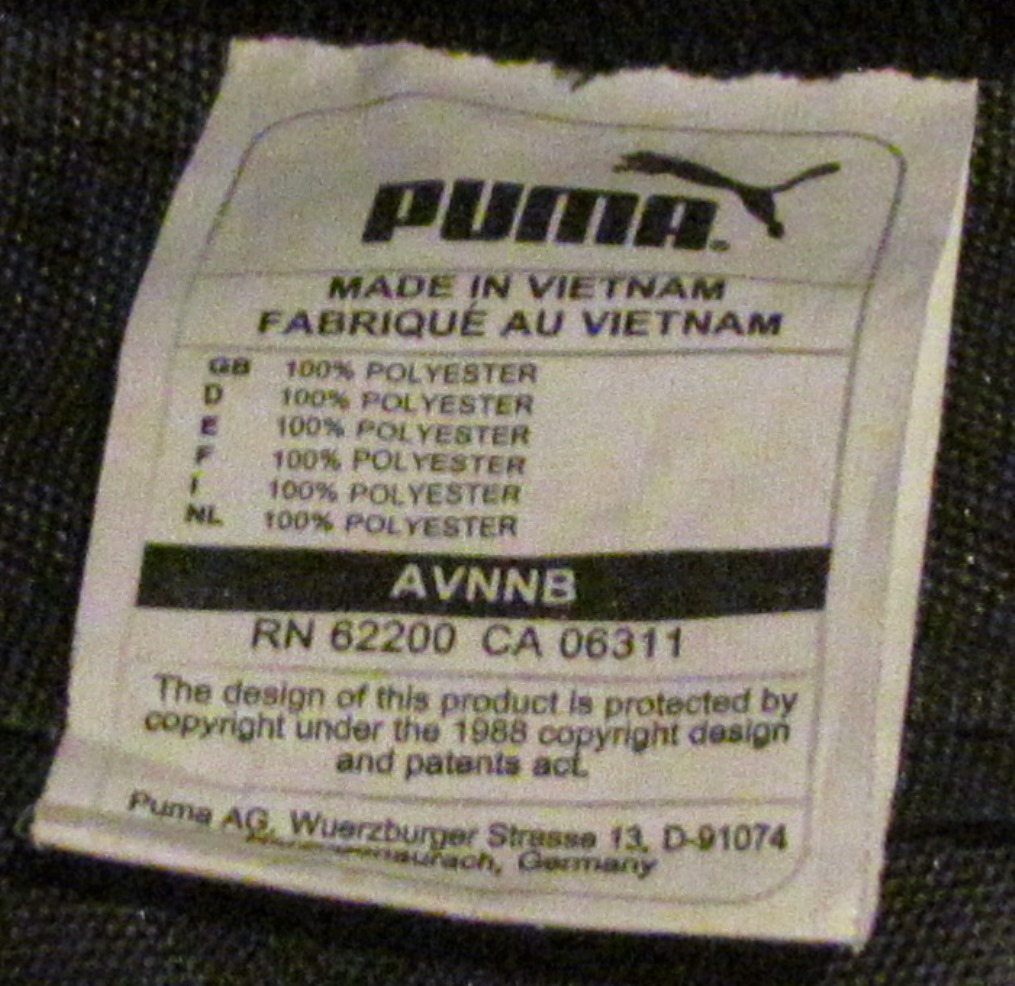 PUMA.
MADE IN VIETNAM
FABRIQUÉ AU VIETNAM
GB 100% POLYESTER
D 100% POLYESTER
E 100% POLYESTER
F 100% POLYESTER
I 100% POLYESTER
NL 100% POLYESTER
AVNNB
RN 62200 CA 06311
The design of this product is protected by
copyright under the 1988 copyright design
and patents act.
Puma AG, Wuerzburger Strasse 13, D-91074
Germany